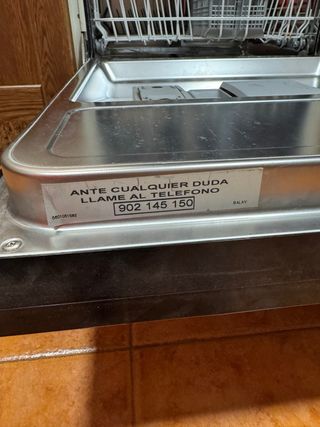 ANTE CUALQUIER DUDA
LLAME AL TELEFONO
902 145 150
BALAY